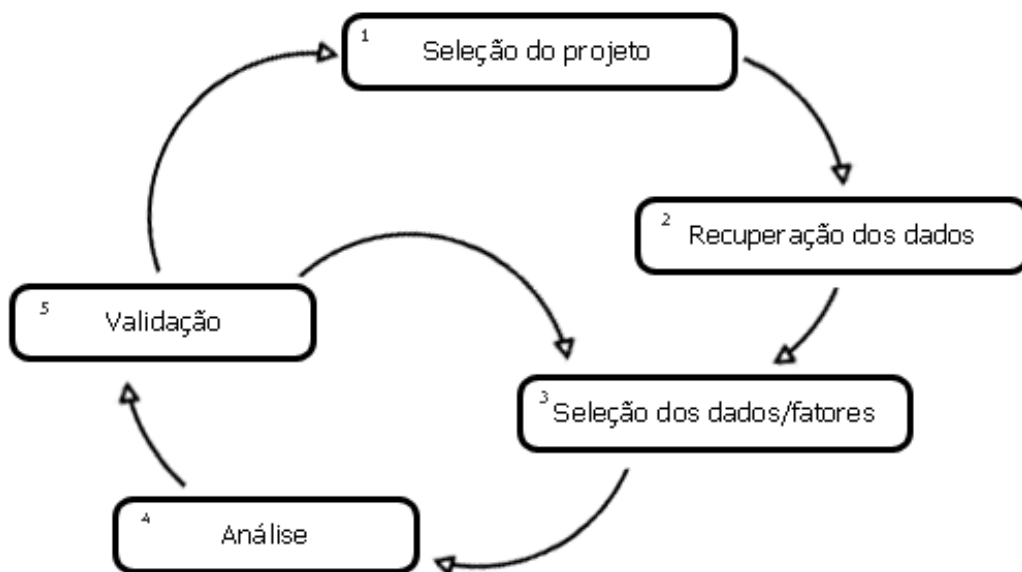 1 Seleção do projeto
2 Recuperação dos dados
3 Seleção dos dados/fatores
4 Análise
5 Validação